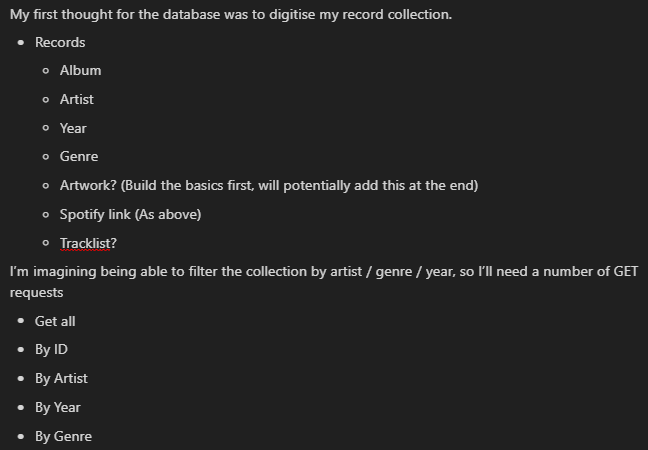 My first thought for the database was to digitise my record collection.
Records
Album
Artist
Year
Genre
Artwork? (Build the basics first, will potentially add this at the end)
Spotify link (As above)
Tracklist?
I'm imagining being able to filter the collection by artist / genre / year, so I'll need a number of GET
requests
Get all
By ID
By Artist
By Year
By Genre